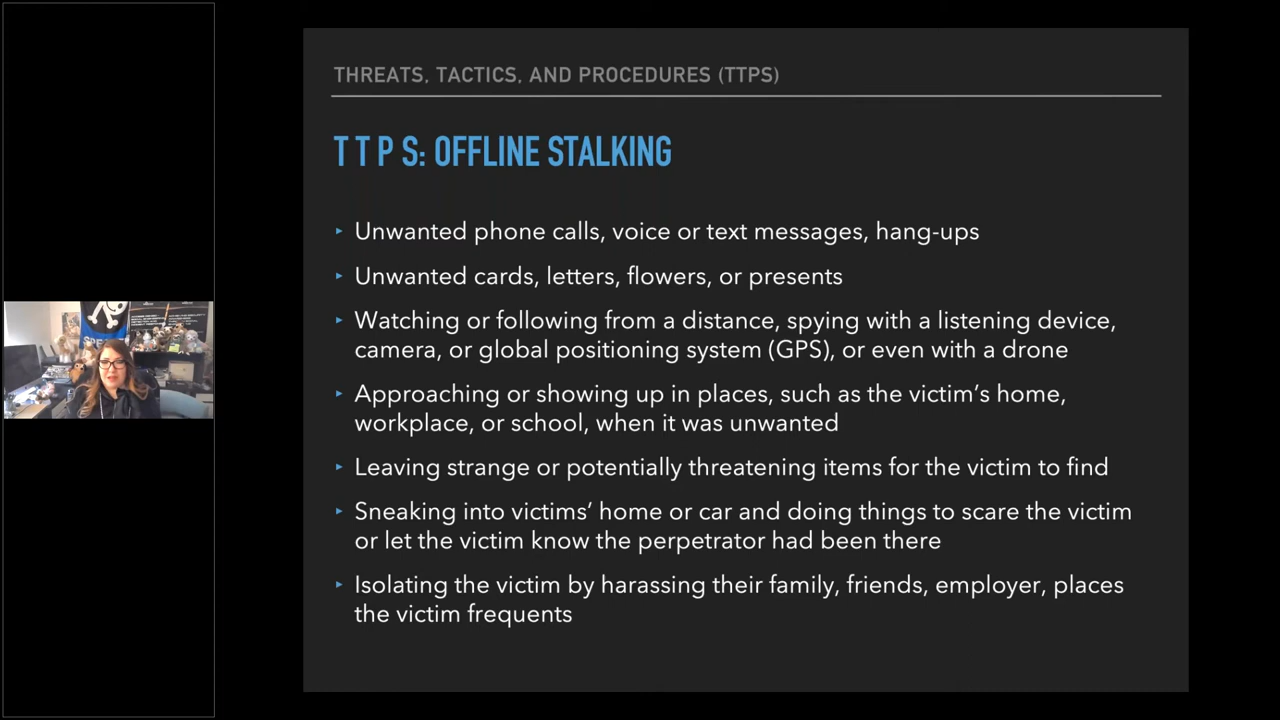 THREATS, TACTICS, AND PROCEDURES (TTPS)
T T P S: OFFLINE STALKING
‣ Unwanted phone calls, voice or text messages, hang-ups
‣ Unwanted cards, letters, flowers, or presents
‣ Watching or following from a distance, spying with a listening device,
camera, or global positioning system (GPS), or even with a drone
‣ Approaching or showing up in places, such as the victim’s home,
workplace, or school, when it was unwanted
‣ Leaving strange or potentially threatening items for the victim to find
‣ Sneaking into victims’ home or car and doing things to scare the victim
or let the victim know the perpetrator had been there
‣ Isolating the victim by harassing their family, friends, employer, places
the victim frequents